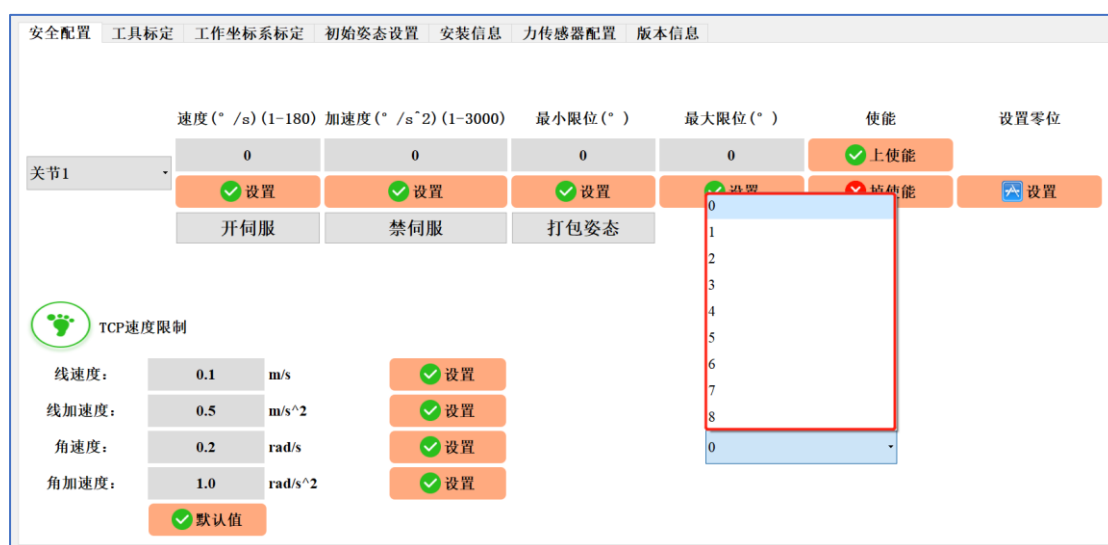 安全配置 工具标定 工作坐标系标定 初始姿态设置 安装信息 力传感器配置 版本信息
速度(° /s)(1-180) 加速度(° /s^2)(1-3000) 最小限位(° ) 最大限位(° ) 使能 设置零位
关节1 0 0 0 0 上使能
设置 设置 设置 设置 掉使能 设置
开伺服 禁伺服 打包姿态
0
1
2
3
4
5
6
7
8
0
TCP速度限制
线速度: 0.1 m/s 设置
线加速度: 0.5 m/s^2 设置
角速度: 0.2 rad/s 设置
角加速度: 1.0 rad/s^2 设置
默认值